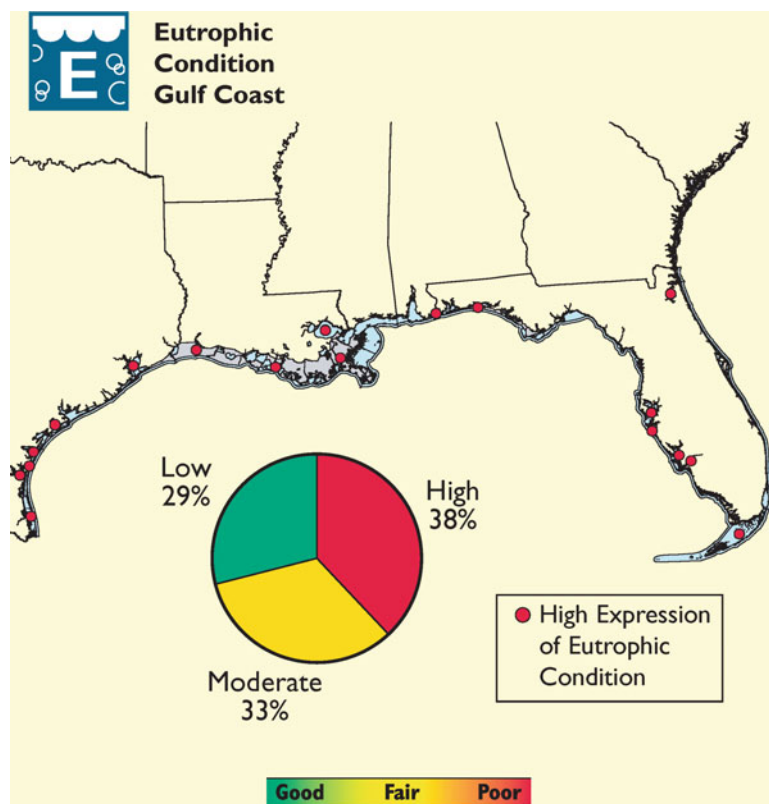 E
Eutrophic
Condition
Gulf Coast
Low
29%
High
38%
Moderate
33%
High Expression
of Eutrophic
Condition
Good Fair Poor